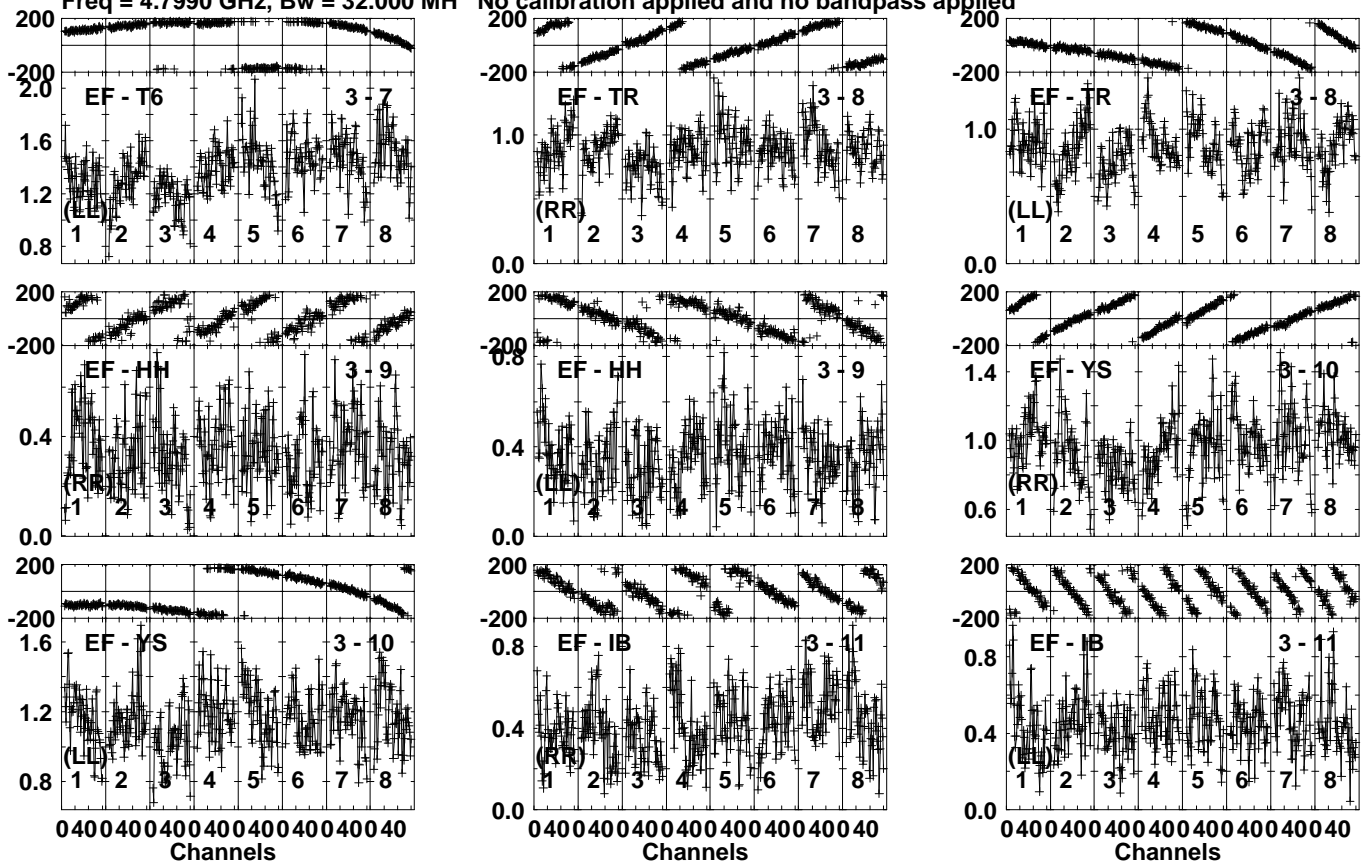 Freq = 4.7990 GHz, Bw = 32.000 MH No calibration applied and no bandpass applied
200
-200
2.0
1.6
1.2
0.8
EF - T6 3 - 7
(LL)
1 2 3 4 5 6 7 8
200
-200
1.0
0.0
EF - TR 3 - 8
(RR)
1 2 3 4 5 6 7 8
200
-200
1.0
0.0
EF - TR 3 - 8
(LL)
1 2 3 4 5 6 7 8
200
-200
0.4
0.0
EF - HH 3 - 9
(RR)
1 2 3 4 5 6 7 8
200
-200
0.8
0.4
0.0
EF - HH 3 - 9
(LL)
1 2 3 4 5 6 7 8
200
-200
1.4
1.0
0.6
EF - YS 3 - 10
(RR)
1 2 3 4 5 6 7 8
200
-200
1.6
1.2
0.8
EF - YS 3 - 10
(LL)
1 2 3 4 5 6 7 8
0 40 0 40 0 40 0 40 0 40 0 40 0 40 0 40
Channels
200
-200
0.8
0.4
0.0
EF - IB 3 - 11
(RR)
1 2 3 4 5 6 7 8
0 40 0 40 0 40 0 40 0 40 0 40 0 40 0 40
Channels
200
-200
0.8
0.4
0.0
EF - IB 3 - 11
(LL)
1 2 3 4 5 6 7 8
0 40 0 40 0 40 0 40 0 40 0 40 0 40 0 40
Channels